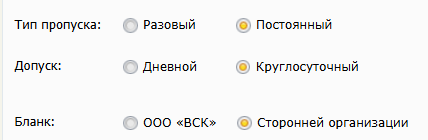 Тип пропуска: Разовый Постоянный
Допуск: Дневной Круглосуточный
Бланк: ООО «ВСК» Сторонней организации